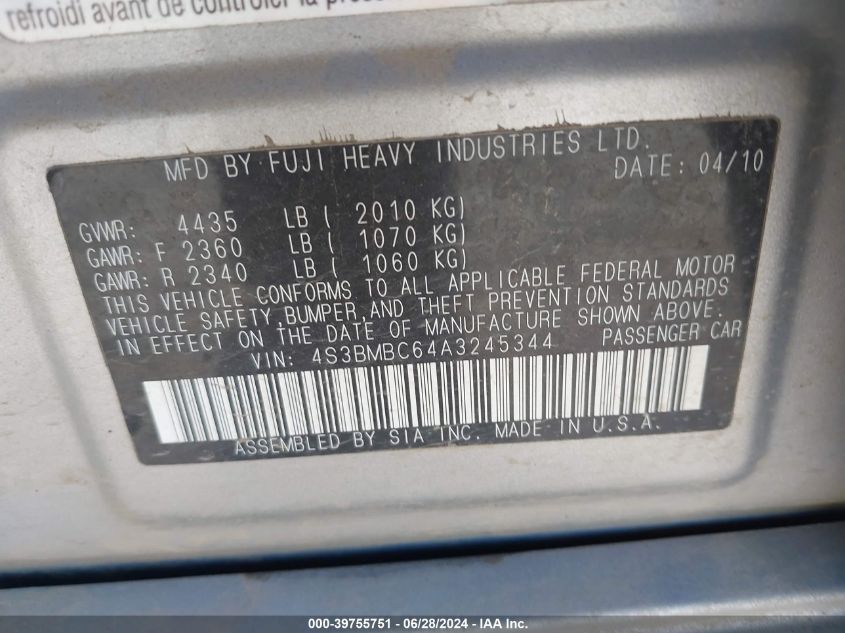 refroidi avant de contrôler la
MFD BY FUJI HEAVY INDUSTRIES LTD.
DATE: 04/10
GVWR: 4435 LB ( 2010 KG)
GAWR: F 2360 LB ( 1070 KG)
GAWR: R 2340 LB ( 1060 KG)
THIS VEHICLE CONFORMS TO ALL APPLICABLE FEDERAL MOTOR
VEHICLE SAFETY,BUMPER,AND THEFT PREVENTION STANDARDS
IN EFFECT ON THE DATE OF MANUFACTURE SHOWN ABOVE.
VIN: 4S3BMBC64A3245344 PASSENGER CAR
ASSEMBLED BY SIA INC. MADE IN U.S.A.
000-39755751 - 06/28/2024 - IAA Inc.